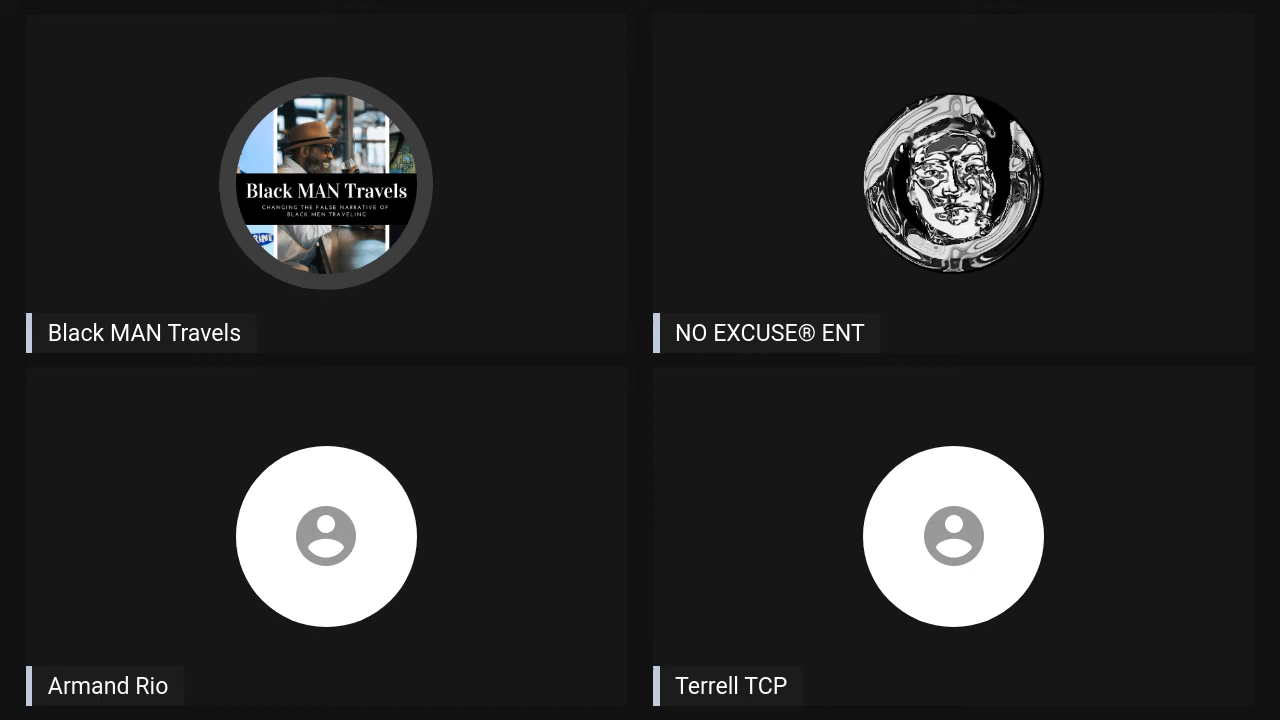 Black MAN Travels
CHANGING THE FALSE NARRATIVE OF
BLACK MEN TRAVELING
RINE
Black MAN Travels
NO EXCUSE® ENT
Armand Rio
Terrell TCP